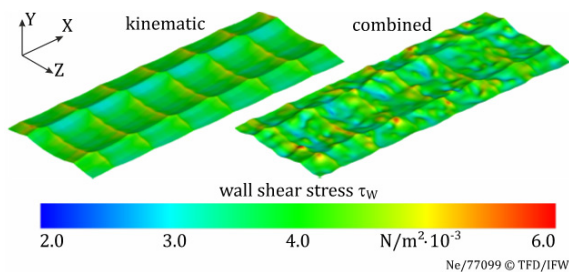 Y
X
Z
kinematic
combined
wall shear stress τW
2.0 3.0 4.0 N/m²·10⁻³ 6.0
Ne/77099 © TFD/IFW